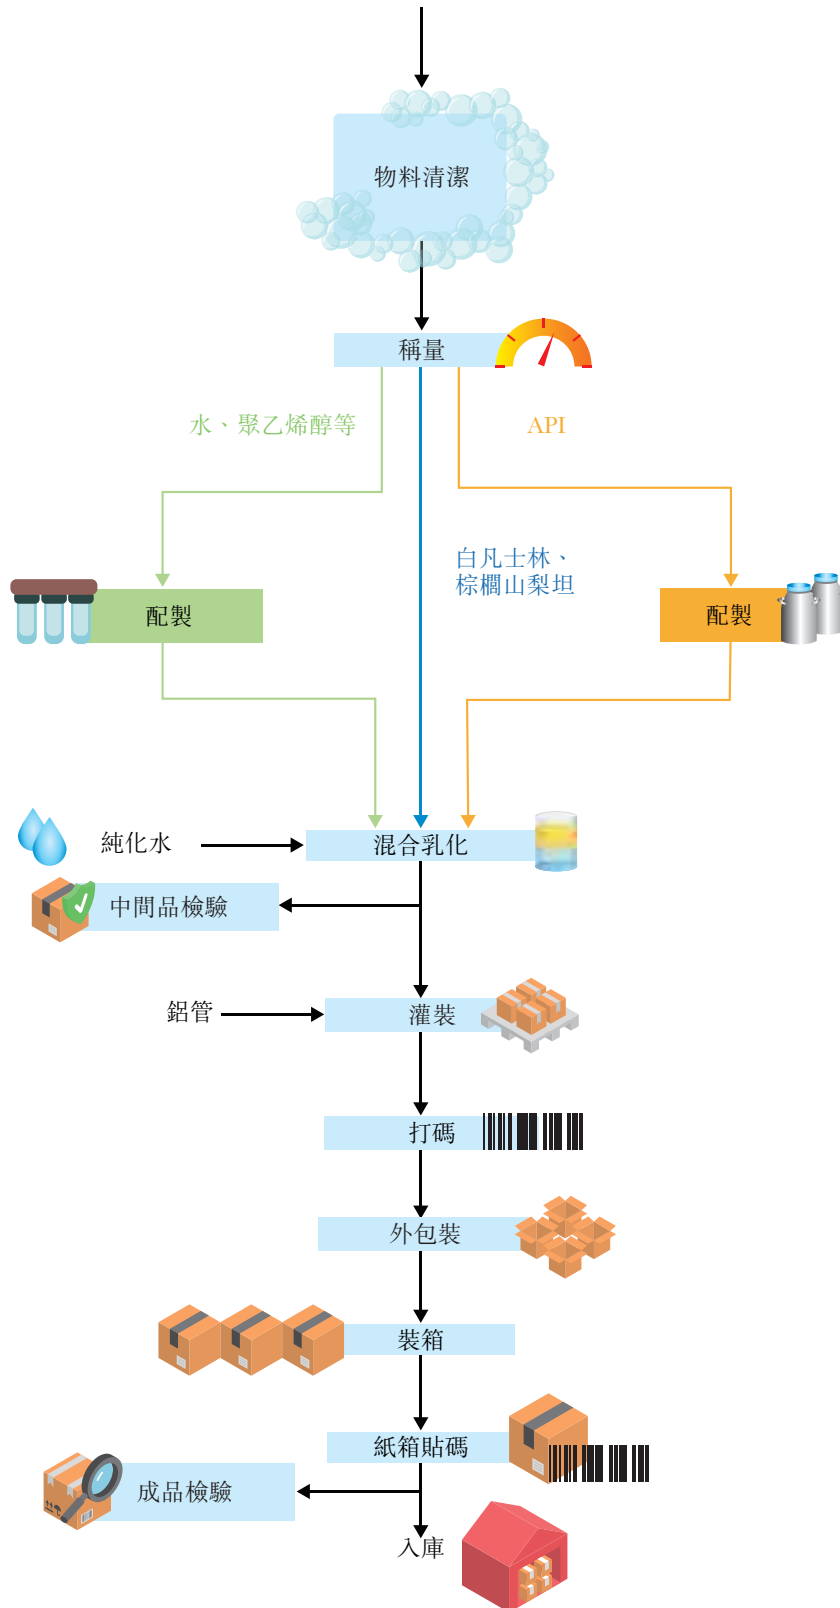 物料清潔
稱量
水、聚乙烯醇等
API
白凡士林、
棕櫚山梨坦
配製
配製
純化水
混合乳化
中間品檢驗
鋁管
灌裝
打碼
外包裝
裝箱
紙箱貼碼
成品檢驗
入庫